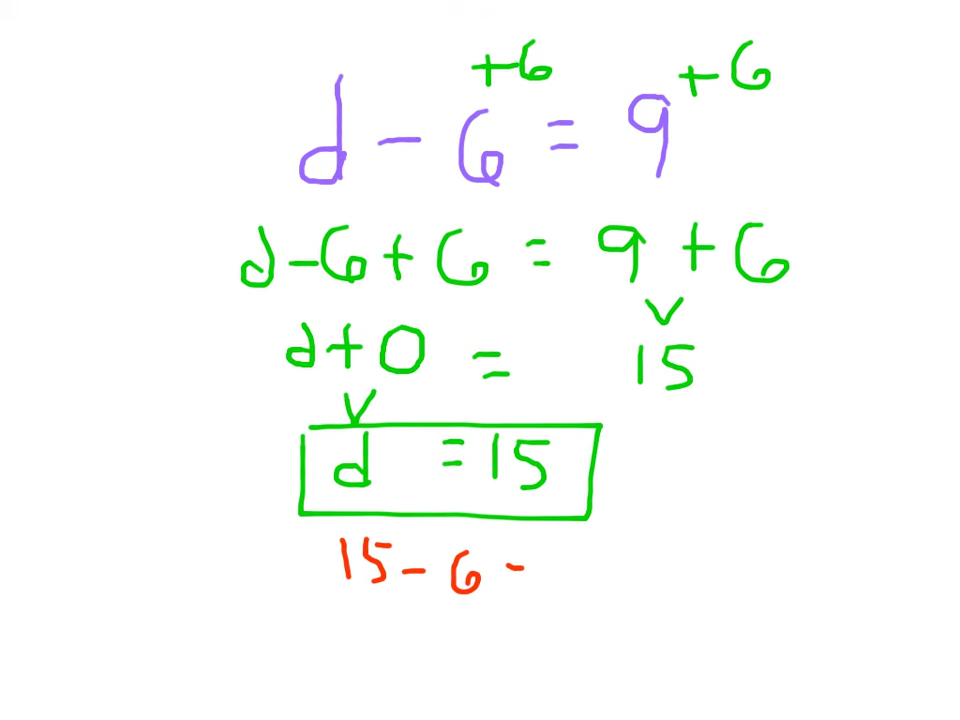 +6 +6
d - 6 = 9
d - 6 + 6 = 9 + 6
d + 0 = 15
d = 15
15 - 6 -